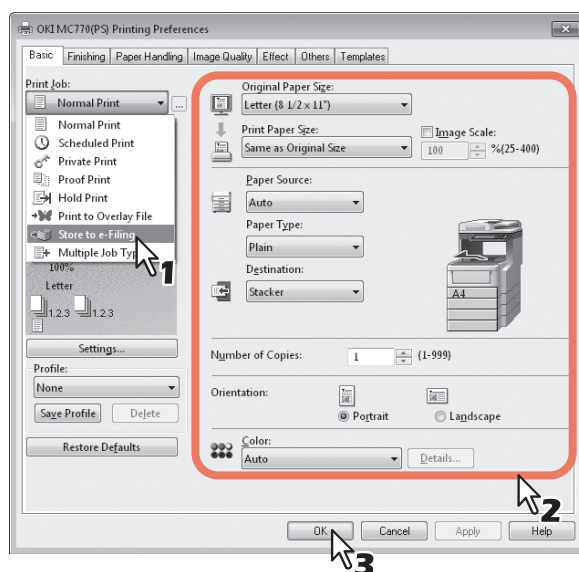 OKI MC770(PS) Printing Preferences
Basic Finishing Paper Handling Image Quality Effect Others Templates
Print Job:
Normal Print ...
Normal Print
Scheduled Print
Private Print
Proof Print
Hold Print
Print to Overlay File
Store to e-Filing
Multiple Job Typ
1
100%
Letter
1.2.3 1.2.3
Settings...
Profile:
None
Save Profile Delete
Restore Defaults
Original Paper Size:
Letter (8 1/2 x 11")
Print Paper Size:
Same as Original Size
Image Scale:
100 %(25-400)
Paper Source:
Auto
Paper Type:
Plain
Destination:
Stacker
A4
Number of Copies: 1 (1-999)
Orientation:
Portrait Landscape
Color:
Auto Details...
2
OK Cancel Apply Help
3